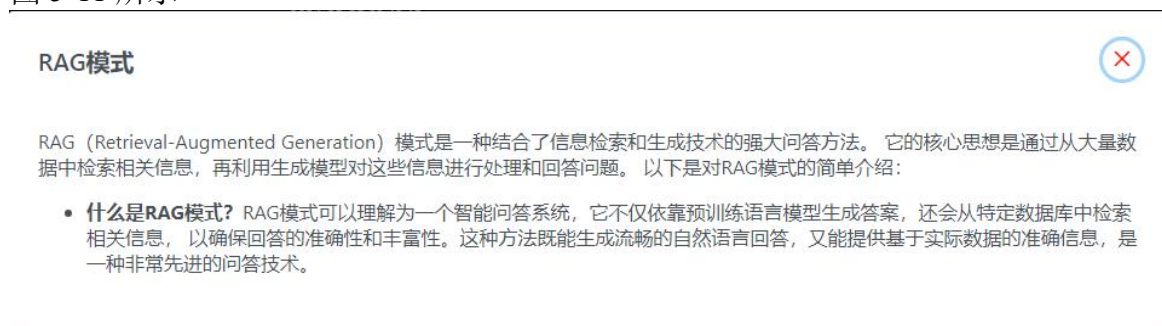 RAG模式
RAG（Retrieval-Augmented Generation）模式是一种结合了信息检索和生成技术的强大问答方法。 它的核心思想是通过从大量数
据中检索相关信息，再利用生成模型对这些信息进行处理和回答问题。 以下是对RAG模式的简单介绍：
• 什么是RAG模式？RAG模式可以理解为一个智能问答系统，它不仅依靠预训练语言模型生成答案，还会从特定数据库中检索
相关信息， 以确保回答的准确性和丰富性。这种方法既能生成流畅的自然语言回答，又能提供基于实际数据的准确信息，是
一种非常先进的问答技术。